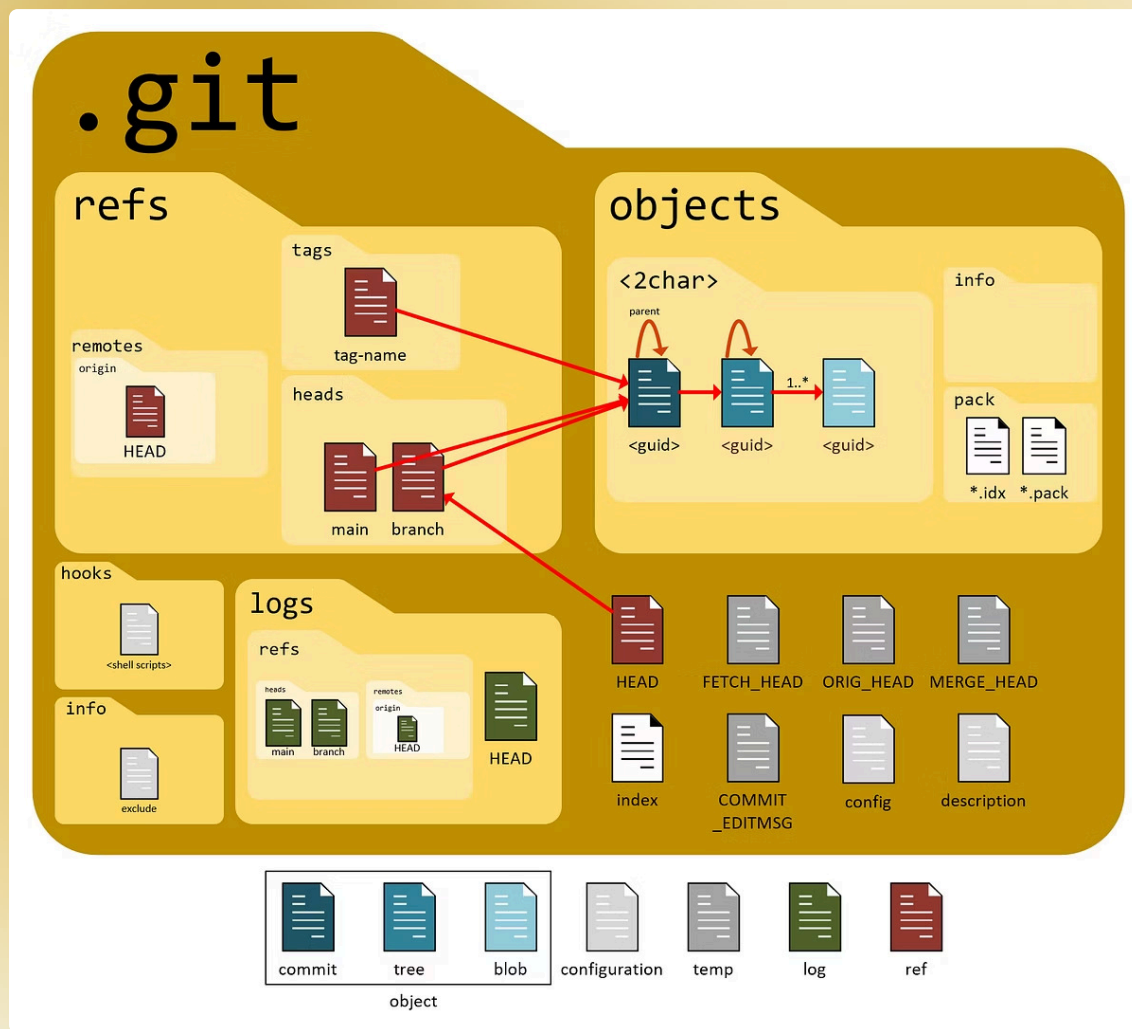 .git
refs
tags
tag-name
remotes
origin
HEAD
heads
main
branch
objects
<2char>
parent
1..*
<guid>
<guid>
<guid>
info
pack
*.idx
*.pack
hooks
<shell scripts>
info
exclude
logs
refs
heads
main
branch
remotes
origin
HEAD
HEAD
HEAD
FETCH_HEAD
ORIG_HEAD
MERGE_HEAD
index
COMMIT
_EDITMSG
config
description
commit
tree
blob
object
configuration
temp
log
ref